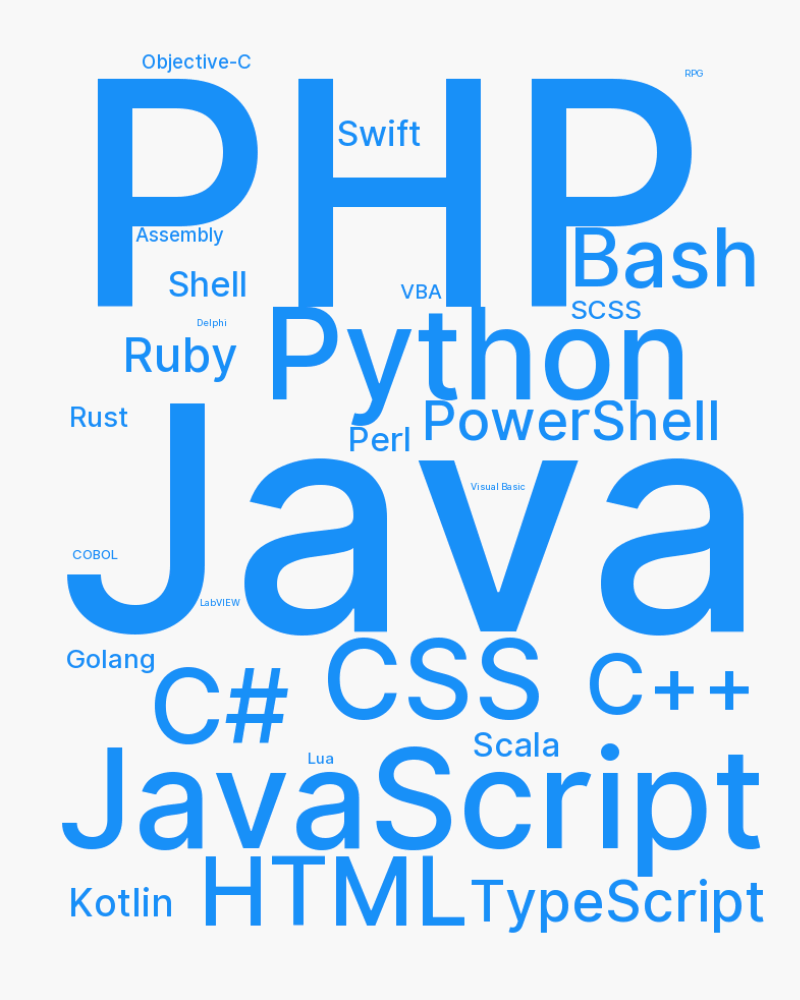 Objective-C
RPG
PHP
Swift
Assembly
Bash
Shell
VBA
SCSS
Delphi
Ruby
Python
Rust
PowerShell
Perl
Java
Visual Basic
COBOL
LabVIEW
Golang
C#
CSS
C++
Scala
Lua
JavaScript
Kotlin
HTML
TypeScript